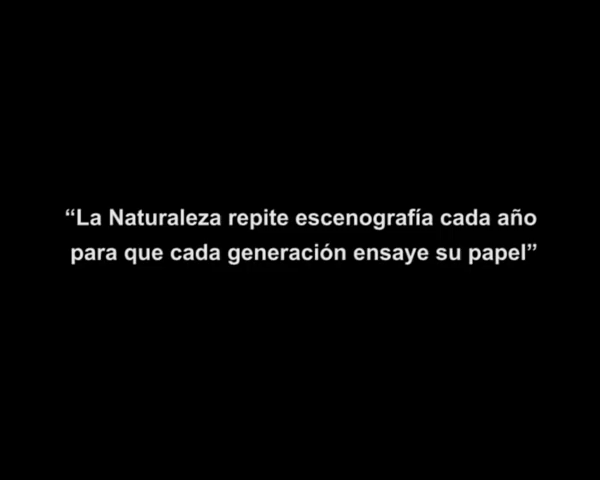 “La Naturaleza repite escenografía cada año
para que cada generación ensaye su papel”